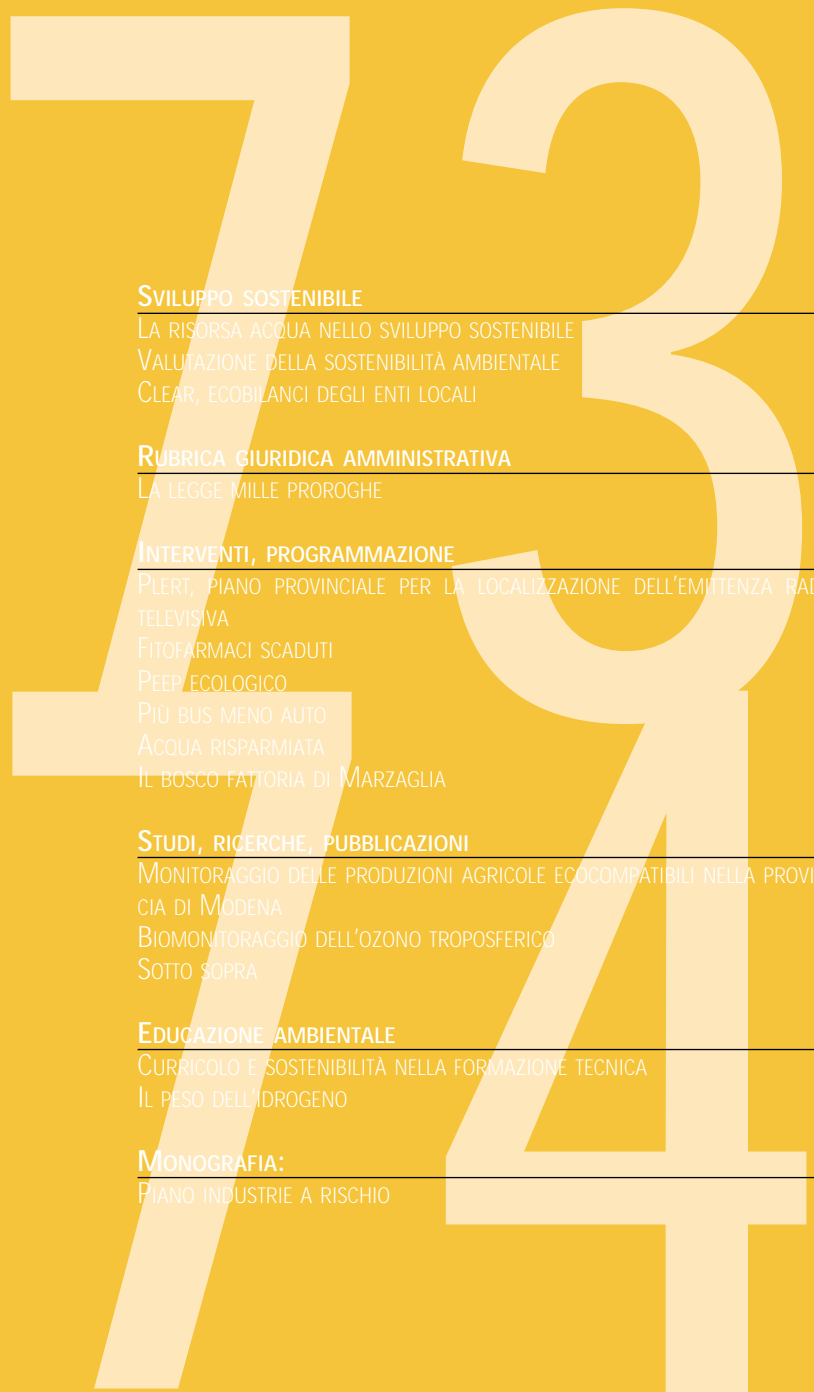 73
74
SVILUPPO SOSTENIBILE
LA RISORSA ACQUA NELLO SVILUPPO SOSTENIBILE
VALUTAZIONE DELLA SOSTENIBILITÀ AMBIENTALE
CLEAR, ECOBILANCI DEGLI ENTI LOCALI
RUBRICA GIURIDICA AMMINISTRATIVA
LA LEGGE MILLE PROROGHE
INTERVENTI, PROGRAMMAZIONE
PLERT, PIANO PROVINCIALE PER LA LOCALIZZAZIONE DELL'EMITTENZA RAD
TELEVISIVA
FITOFARMACI SCADUTI
PEEP ECOLOGICO
PIÙ BUS MENO AUTO
ACQUA RISPARMIATA
IL BOSCO FATTORIA DI MARZAGLIA
STUDI, RICERCHE, PUBBLICAZIONI
MONITORAGGIO DELLE PRODUZIONI AGRICOLE ECOCOMPATIBILI NELLA PROVI
CIA DI MODENA
BIOMONITORAGGIO DELL'OZONO TROPOSFERICO
SOTTO SOPRA
EDUCAZIONE AMBIENTALE
CURRICOLO E SOSTENIBILITÀ NELLA FORMAZIONE TECNICA
IL PESO DELL'IDROGENO
MONOGRAFIA:
PIANO INDUSTRIE A RISCHIO